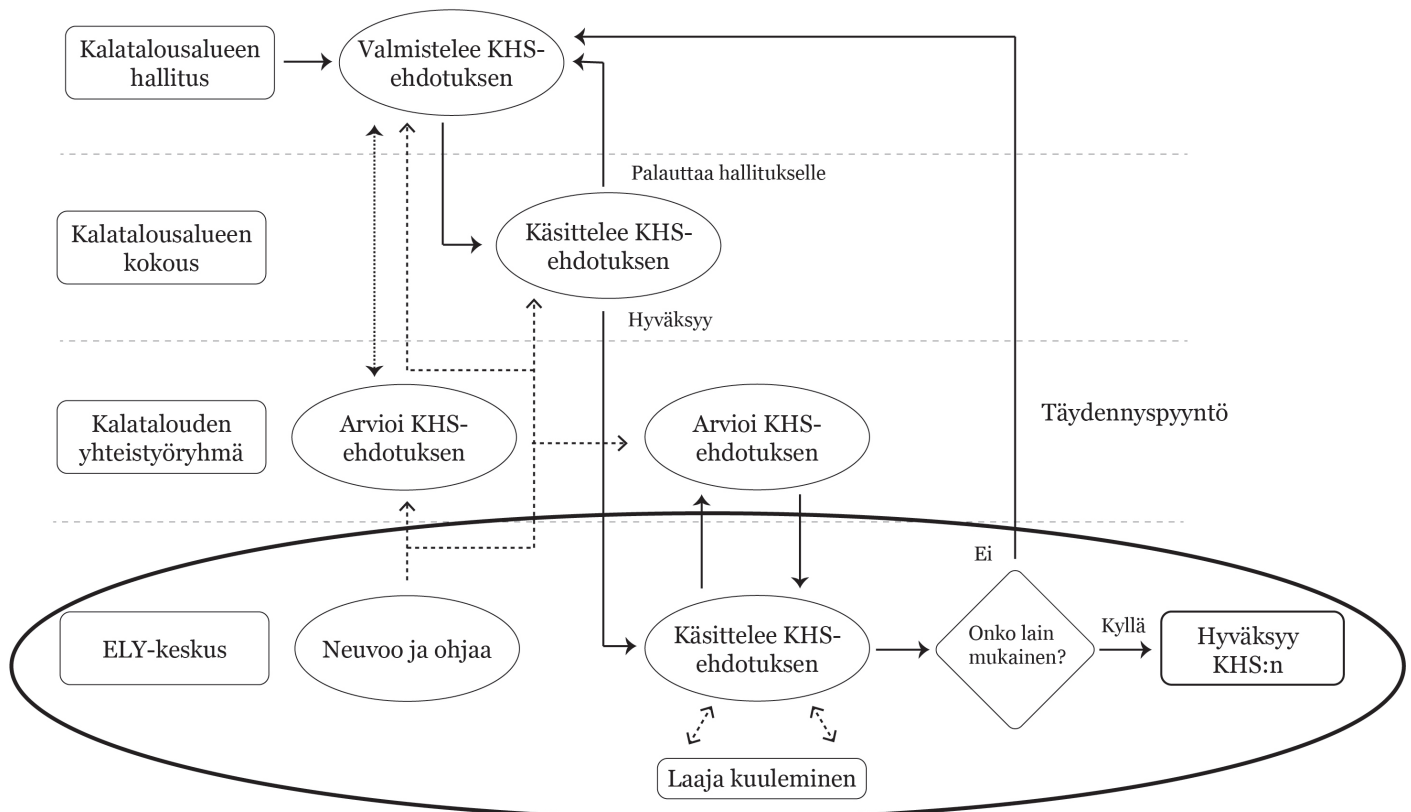 Kalatalousalueen
hallitus
Valmistelee KHS-
ehdotuksen
Palauttaa hallitukselle
Kalatalousalueen
kokous
Käsittelee KHS-
ehdotuksen
Hyväksyy
Kalatalouden
yhteistyöryhmä
Arvioi KHS-
ehdotuksen
Arvioi KHS-
ehdotuksen
Täydennyspyyntö
Ei
ELY-keskus
Neuvoo ja ohjaa
Käsittelee KHS-
ehdotuksen
Onko lain
mukainen?
Kyllä
Hyväksyy
KHS:n
Laaja kuuleminen